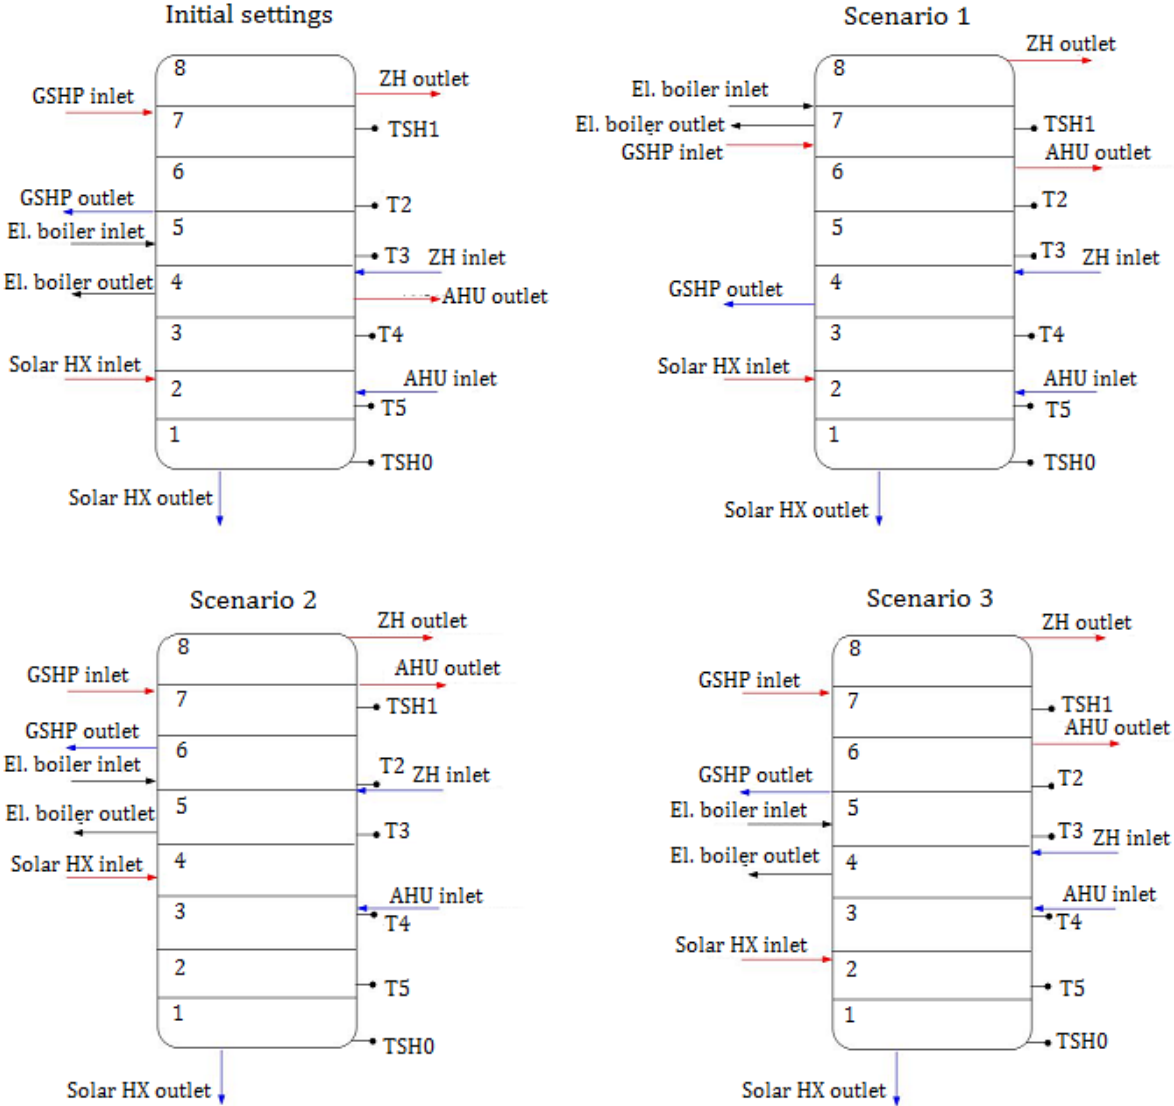 Initial settings
8
ZH outlet
GSHP inlet
7
TSH1
6
GSHP outlet
T2
5
El. boiler inlet
T3
ZH inlet
El. boiler outlet
4
AHU outlet
3
T4
Solar HX inlet
2
AHU inlet
T5
1
TSH0
Solar HX outlet
Scenario 1
ZH outlet
8
El. boiler inlet
El. boiler outlet
7
TSH1
GSHP inlet
AHU outlet
6
T2
5
T3
ZH inlet
GSHP outlet
4
3
T4
Solar HX inlet
2
AHU inlet
T5
1
TSH0
Solar HX outlet
Scenario 2
ZH outlet
8
GSHP inlet
AHU outlet
7
TSH1
GSHP outlet
6
El. boiler inlet
T2
ZH inlet
El. boiler outlet
5
T3
Solar HX inlet
4
AHU inlet
3
T4
2
T5
1
TSH0
Solar HX outlet
Scenario 3
ZH outlet
8
GSHP inlet
7
TSH1
AHU outlet
6
GSHP outlet
T2
El. boiler inlet
5
T3
ZH inlet
El. boiler outlet
4
AHU inlet
3
T4
Solar HX inlet
2
T5
1
TSH0
Solar HX outlet